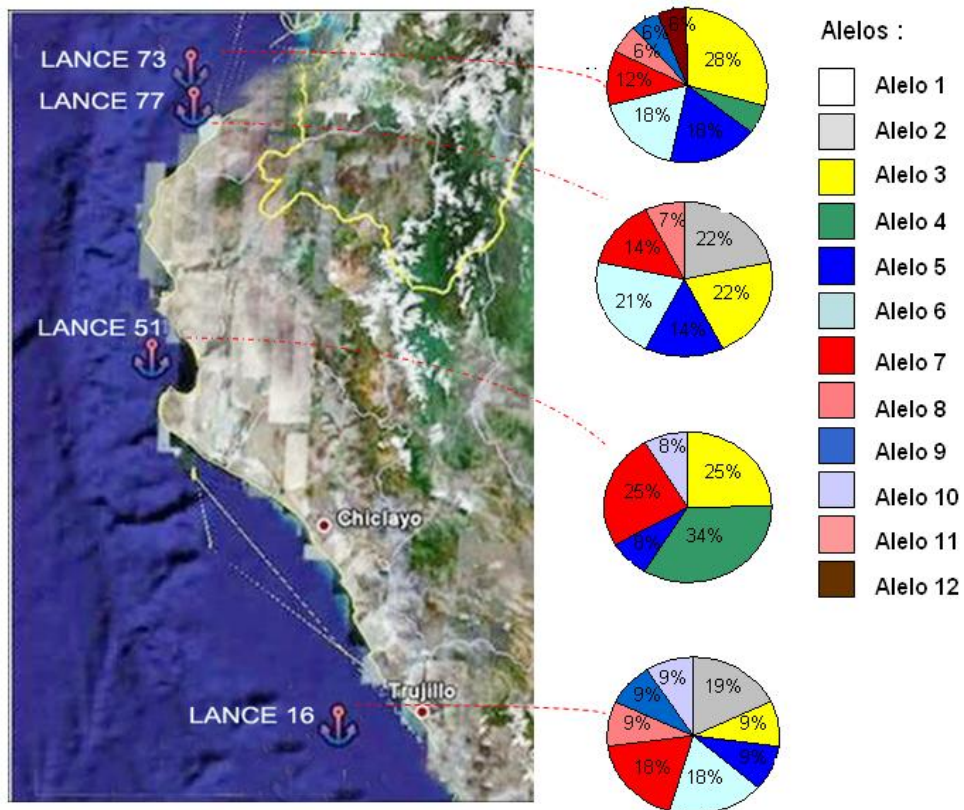 LANCE 73
LANCE 77
LANCE 51
Chiclayo
Trujillo
LANCE 16
6%
6%
6%
28%
12%
18%
18%
7%
22%
14%
21%
22%
14%
8%
25%
25%
34%
8%
9%
19%
9%
9%
9%
9%
18%
18%
Alelos :
Alelo 1
Alelo 2
Alelo 3
Alelo 4
Alelo 5
Alelo 6
Alelo 7
Alelo 8
Alelo 9
Alelo 10
Alelo 11
Alelo 12